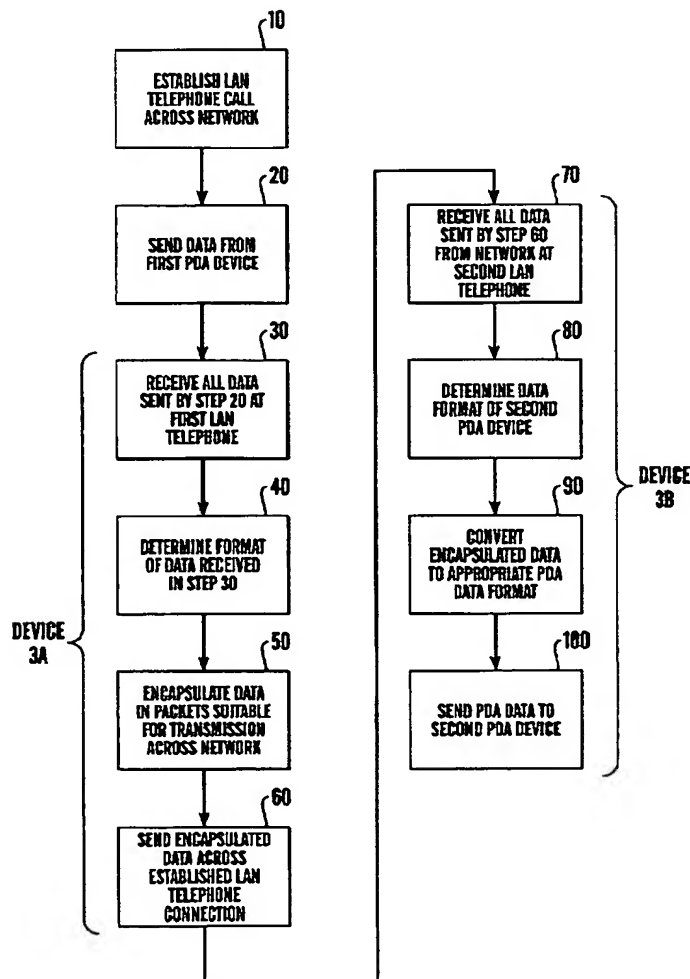 10
ESTABLISH LAN
TELEPHONE CALL
ACROSS NETWORK
20
SEND DATA FROM
FIRST PDA DEVICE
30
RECEIVE ALL DATA
SENT BY STEP 20 AT
FIRST LAN
TELEPHONE
40
DETERMINE FORMAT
OF DATA RECEIVED
IN STEP 30
DEVICE
3A
50
ENCAPSULATE DATA
IN PACKETS SUITABLE
FOR TRANSMISSION
ACROSS NETWORK
60
SEND ENCAPSULATED
DATA ACROSS
ESTABLISHED LAN
TELEPHONE
CONNECTION
70
RECEIVE ALL DATA
SENT BY STEP 60
FROM NETWORK AT
SECOND LAN
TELEPHONE
80
DETERMINE DATA
FORMAT OF SECOND
PDA DEVICE
DEVICE
3B
90
CONVERT
ENCAPSULATED DATA
TO APPROPRIATE PDA
DATA FORMAT
100
SEND PDA DATA TO
SECOND PDA DEVICE